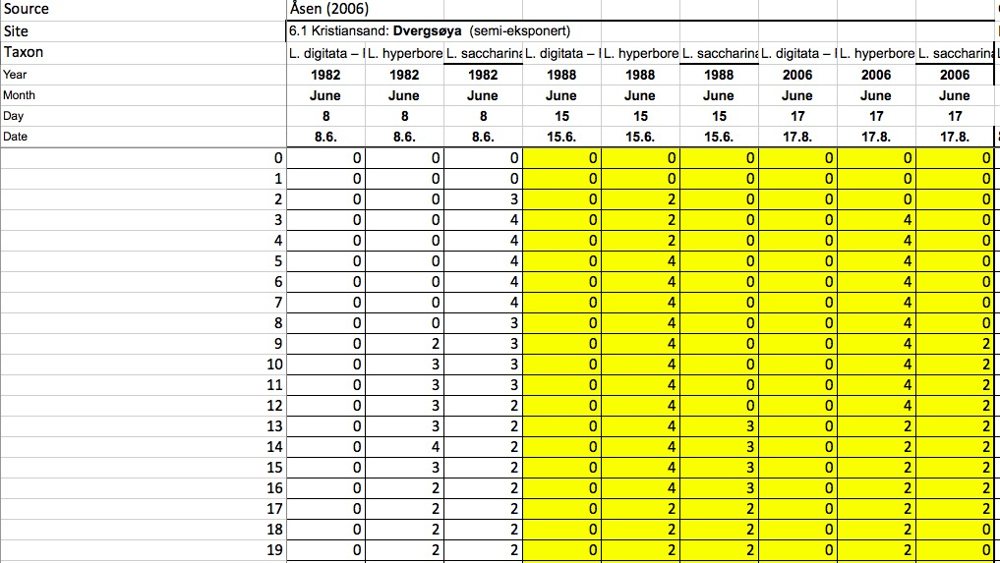 Source Åsen (2006)
Site 6.1 Kristiansand: Dvergsøya (semi-eksponert)
Taxon L. digitata – L. hyperbore L. saccharina L. digitata – L. hyperbore L. saccharina L. digitata – L. hyperbore L. saccharina
Year 1982 1982 1982 1988 1988 1988 2006 2006 2006
Month June June June June June June June June June
Day 8 8 8 15 15 15 17 17 17
Date 8.6. 8.6. 8.6. 15.6. 15.6. 15.6. 17.8. 17.8. 17.8.
0 0 0 0 0 0 0 0 0 0
1 0 0 0 0 0 0 0 0 0
2 0 0 3 0 2 0 0 0 0
3 0 0 4 0 2 0 0 4 0
4 0 0 4 0 2 0 0 4 0
5 0 0 4 0 4 0 0 4 0
6 0 0 4 0 4 0 0 4 0
7 0 0 4 0 4 0 0 4 0
8 0 0 3 0 4 0 0 4 0
9 0 2 3 0 4 0 0 4 2
10 0 3 3 0 4 0 0 4 2
11 0 3 3 0 4 0 0 4 2
12 0 3 2 0 4 0 0 4 2
13 0 3 2 0 4 3 0 2 2
14 0 4 2 0 4 3 0 2 2
15 0 3 2 0 4 3 0 2 2
16 0 2 2 0 4 3 0 2 2
17 0 2 2 0 2 2 0 2 2
18 0 2 2 0 2 2 0 2 0
19 0 2 2 0 2 2 0 2 0